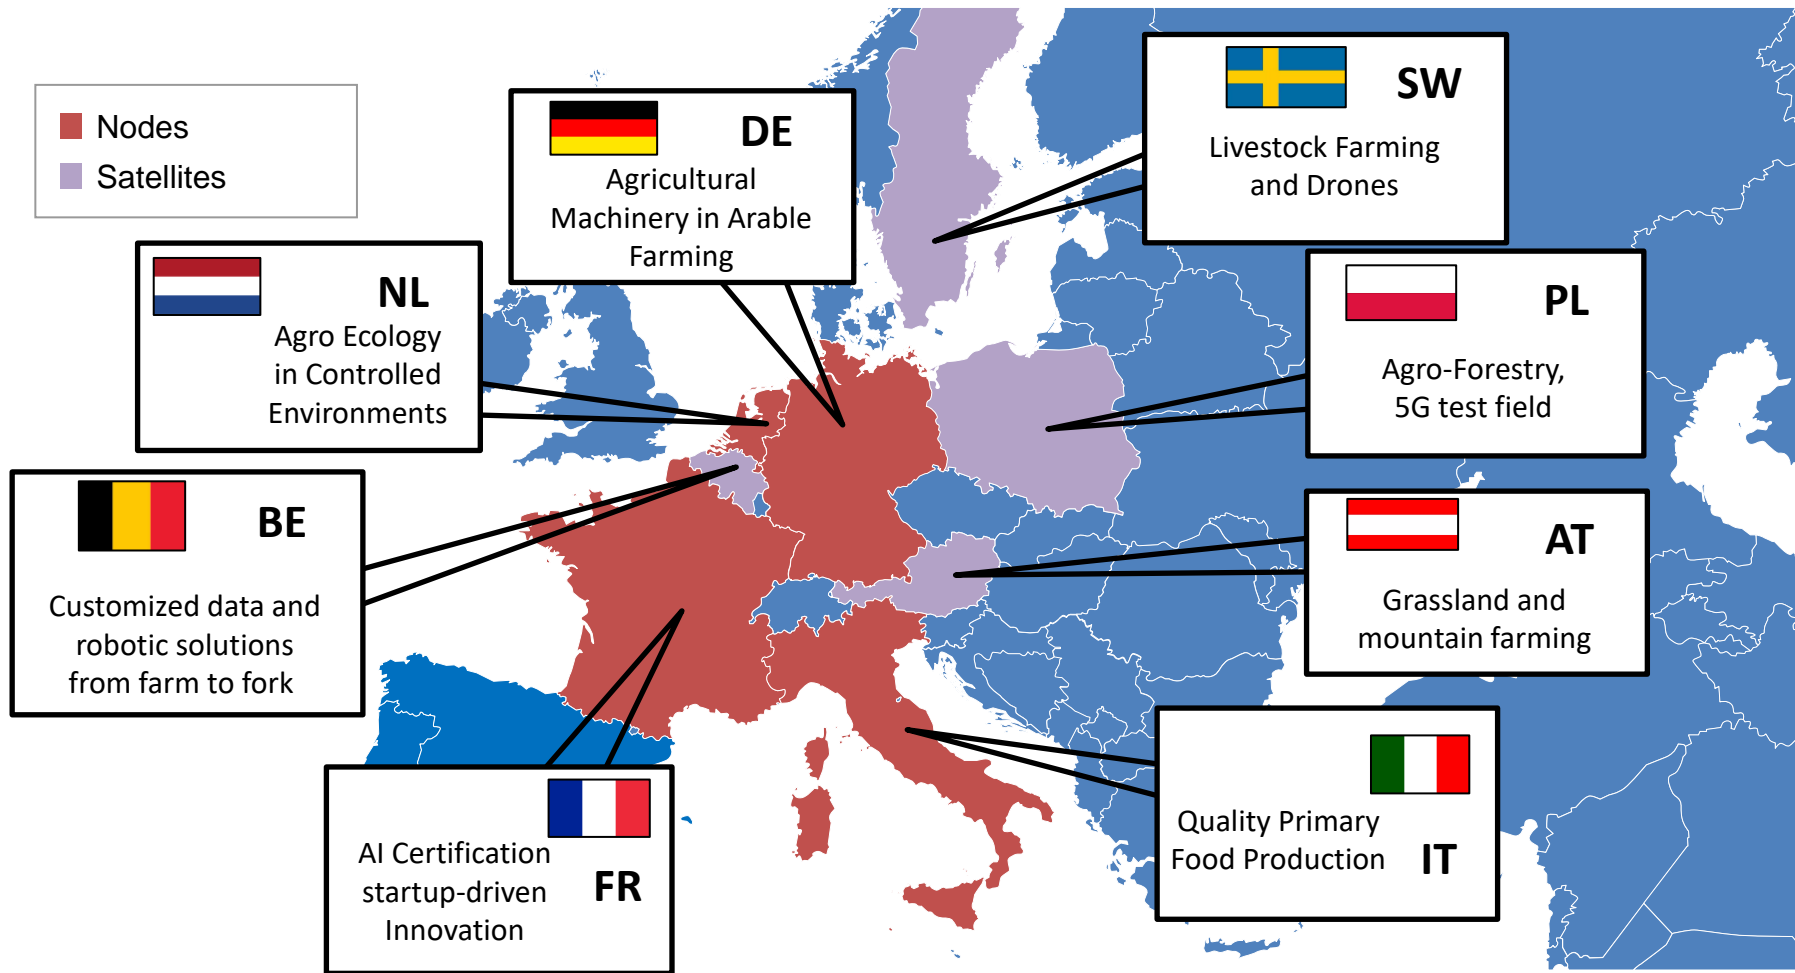 Nodes
Satellites
DE
Agricultural
Machinery in Arable
Farming
SW
Livestock Farming
and Drones
NL
Agro Ecology
in Controlled
Environments
PL
Agro-Forestry,
5G test field
BE
Customized data and
robotic solutions
from farm to fork
AT
Grassland and
mountain farming
FR
AI Certification
startup-driven
Innovation
IT
Quality Primary
Food Production